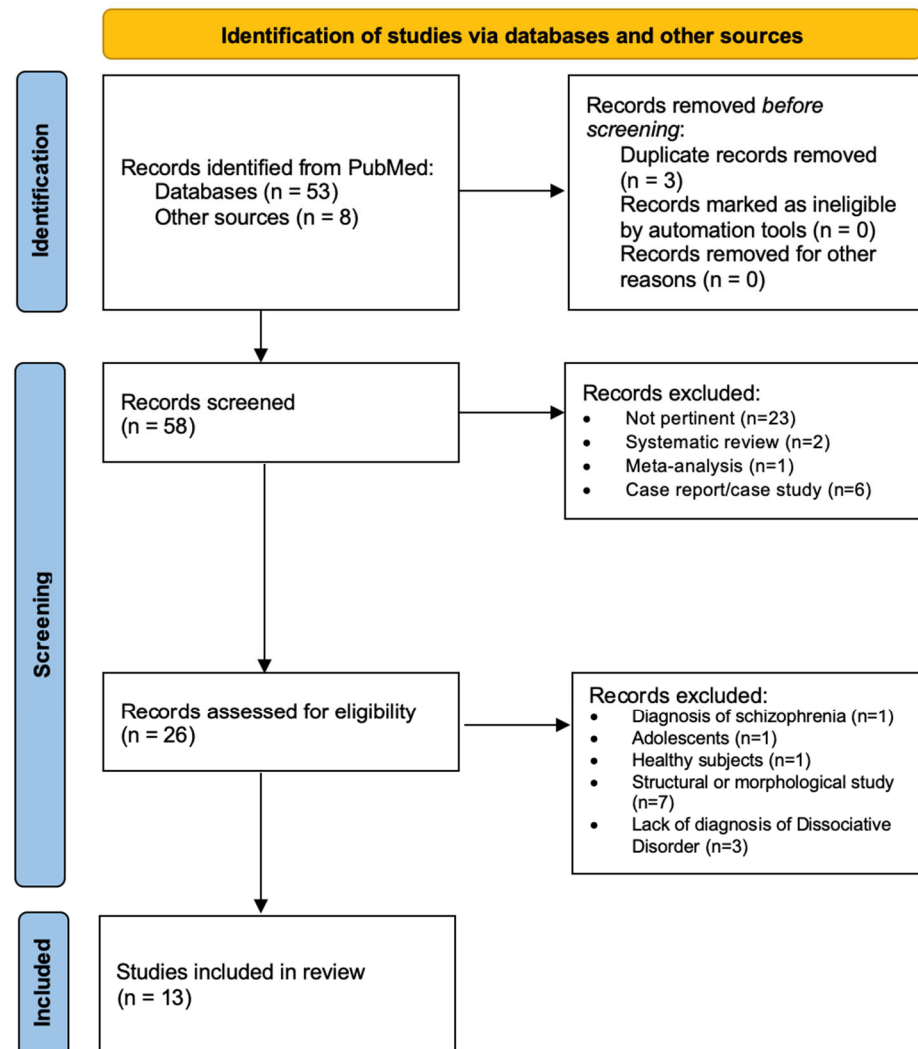 Identification of studies via databases and other sources
Identification
Records identified from PubMed:
Databases (n = 53)
Other sources (n = 8)
Records removed before
screening:
Duplicate records removed
(n = 3)
Records marked as ineligible
by automation tools (n = 0)
Records removed for other
reasons (n = 0)
Screening
Records screened
(n = 58)
Records excluded:
• Not pertinent (n=23)
• Systematic review (n=2)
• Meta-analysis (n=1)
• Case report/case study (n=6)
Records assessed for eligibility
(n = 26)
Records excluded:
• Diagnosis of schizophrenia (n=1)
• Adolescents (n=1)
• Healthy subjects (n=1)
• Structural or morphological study
(n=7)
• Lack of diagnosis of Dissociative
Disorder (n=3)
Included
Studies included in review
(n = 13)